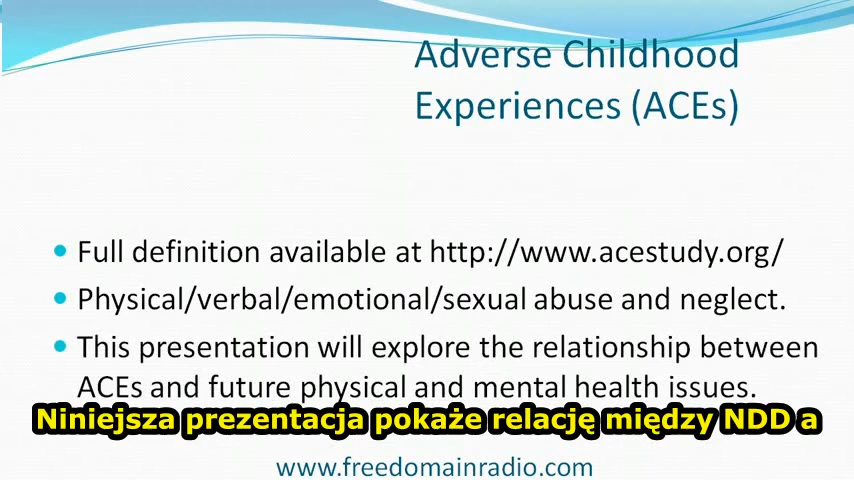 Adverse Childhood
Experiences (ACEs)
• Full definition available at http://www.acestudy.org/
• Physical/verbal/emotional/sexual abuse and neglect.
• This presentation will explore the relationship between
ACEs and future physical and mental health issues.
Niniejsza prezentacja pokaże relację między NDD a
www.freedomainradio.com